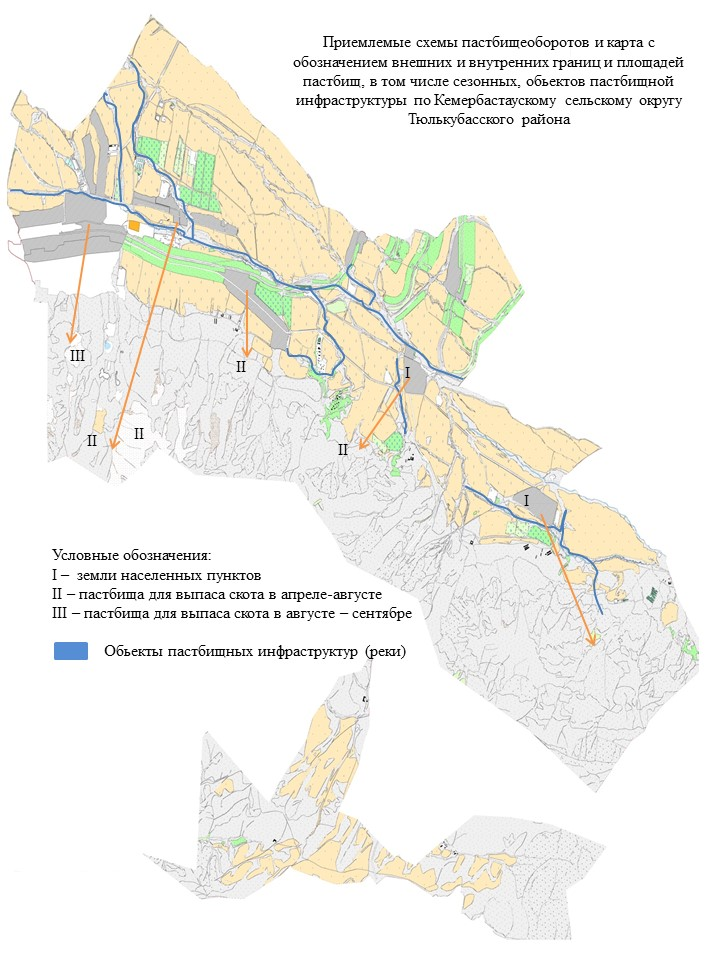 Приемлемые схемы пастбищеоборотов и карта с
обозначением внешних и внутренних границ и площадей
пастбищ, в том числе сезонных, обьектов пастбищной
инфраструктуры по Кемербастаускому сельскому округу
Тюлькубасского района
III
II
II
II
I
II
I
Условные обозначения:
I – земли населенных пунктов
II – пастбища для выпаса скота в апреле-августе
III – пастбища для выпаса скота в августе – сентябре
Обьекты пастбищных инфраструктур (реки)